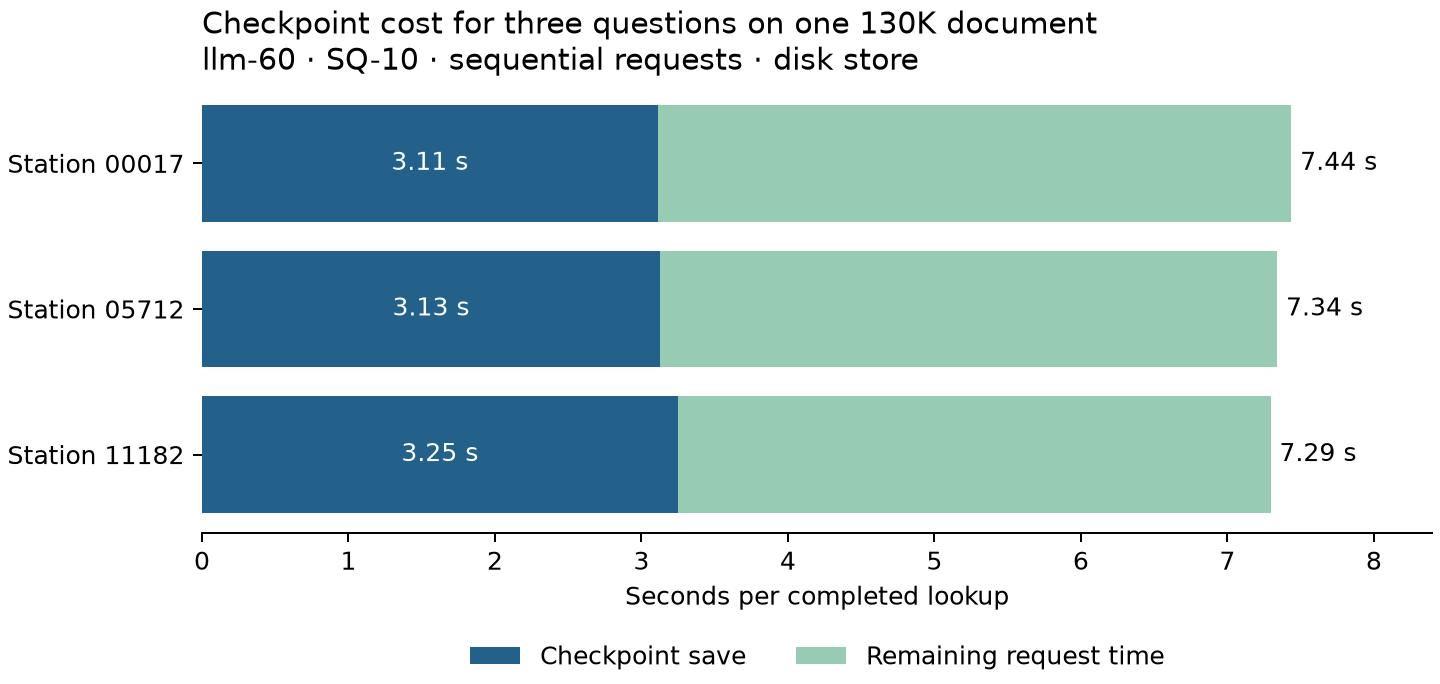 Checkpoint cost for three questions on one 130K document
llm-60 · SQ-10 · sequential requests · disk store
Station 00017
3.11 s
7.44 s
Station 05712
3.13 s
7.34 s
Station 11182
3.25 s
7.29 s
0 1 2 3 4 5 6 7 8
Seconds per completed lookup
Checkpoint save
Remaining request time